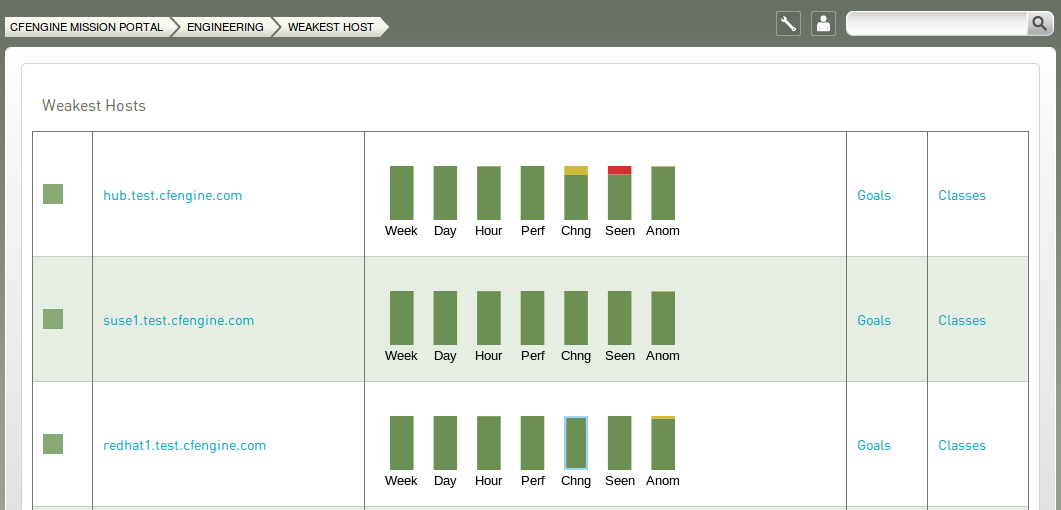 CFENGINE MISSION PORTAL ENGINEERING WEAKEST HOST
Weakest Hosts
hub.test.cfengine.com Goals Classes
Week Day Hour Perf Chng Seen Anom
suse1.test.cfengine.com Goals Classes
Week Day Hour Perf Chng Seen Anom
redhat1.test.cfengine.com Goals Classes
Week Day Hour Perf Chng Seen Anom